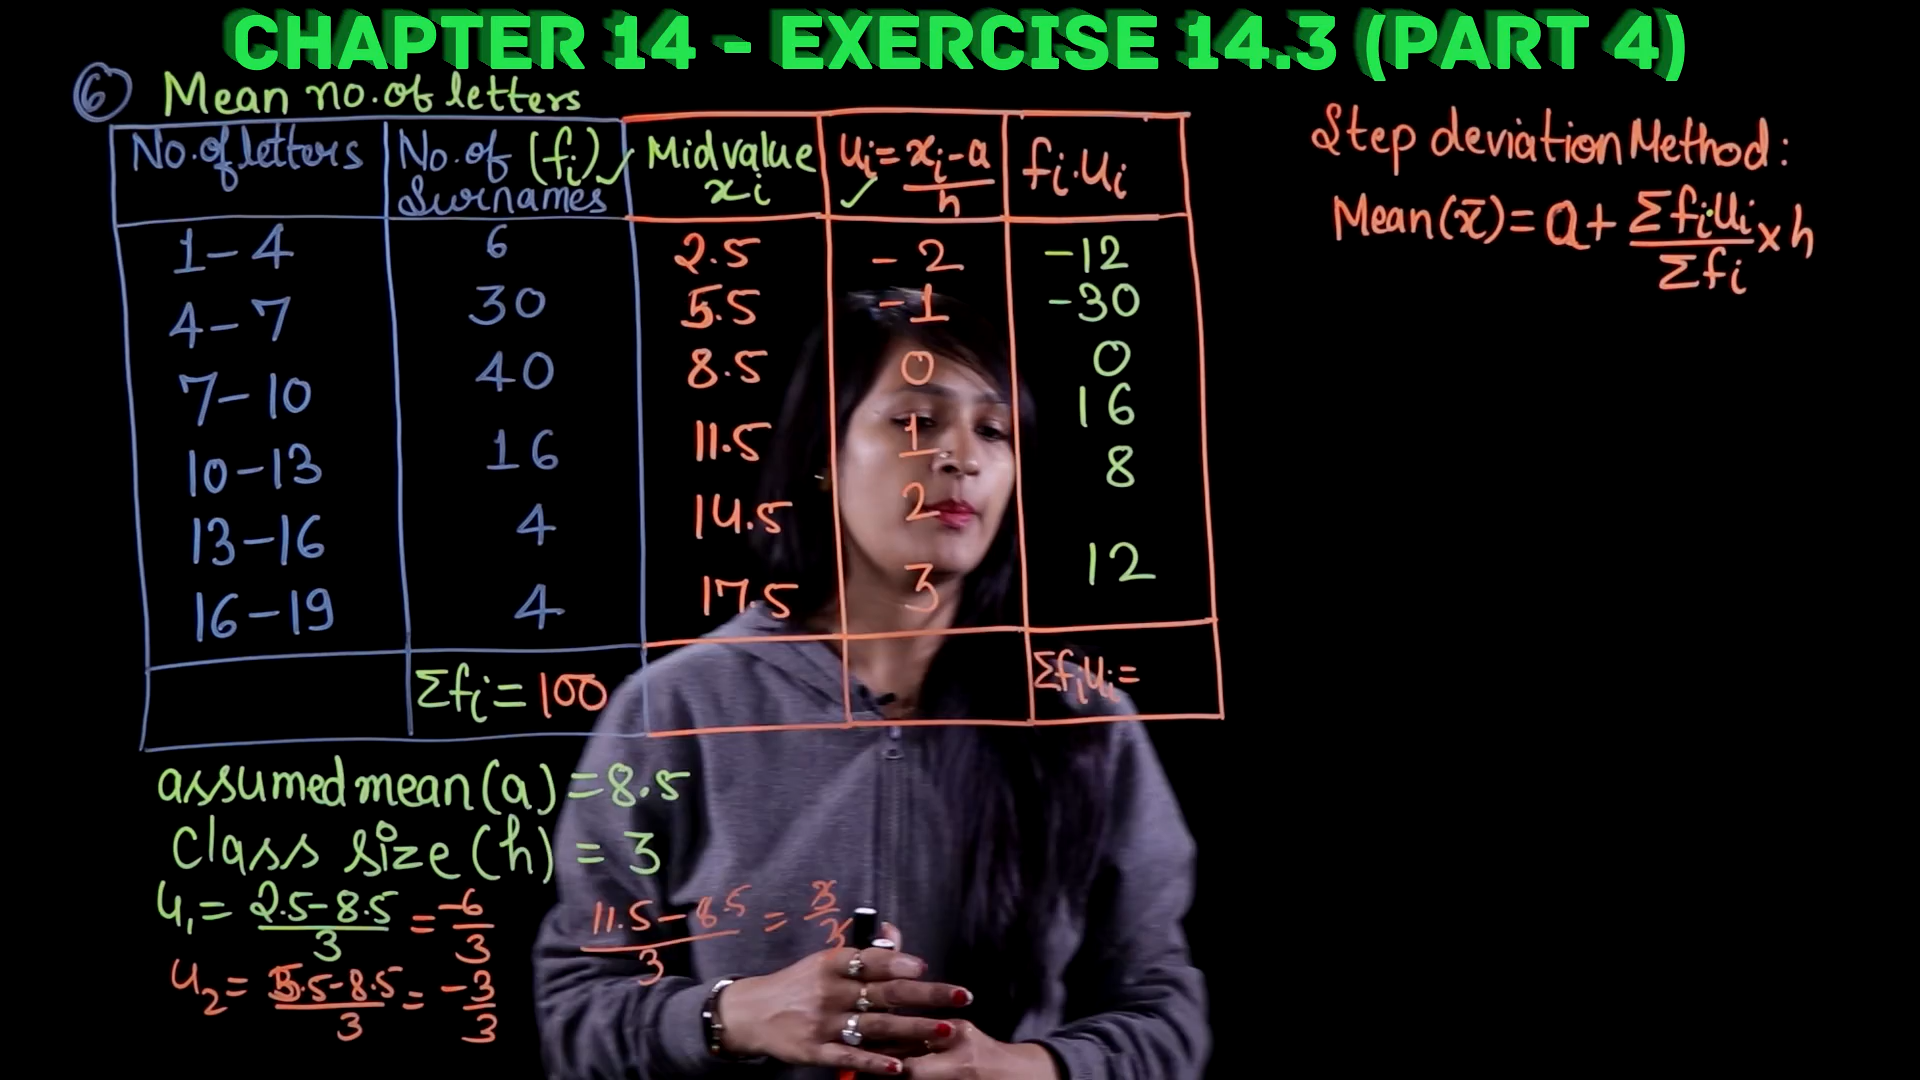 CHAPTER 14 - EXERCISE 14.3 (PART 4)
6 Mean no. of letters
No. of letters | No. of (fi) ✓ Surnames | Midvalue xi | ui = xi-a/h ✓ | fi.ui
1-4 | 6 | 2.5 | -2 | -12
4-7 | 30 | 5.5 | -1 | -30
7-10 | 40 | 8.5 | 0 | 0
10-13 | 16 | 11.5 | 1 | 16
13-16 | 4 | 14.5 | 2 | 8
16-19 | 4 | 17.5 | 3 | 12
Σfi = 100 | Σfiui =
Step deviation Method:
Mean(x̄) = a + Σfi.ui/Σfi × h
assumed mean (a) = 8.5
Class size (h) = 3
u1 = 2.5-8.5/3 = -6/3
u2 = 5.5-8.5/3 = -3/3
11.5-8.5/3 = 3/3